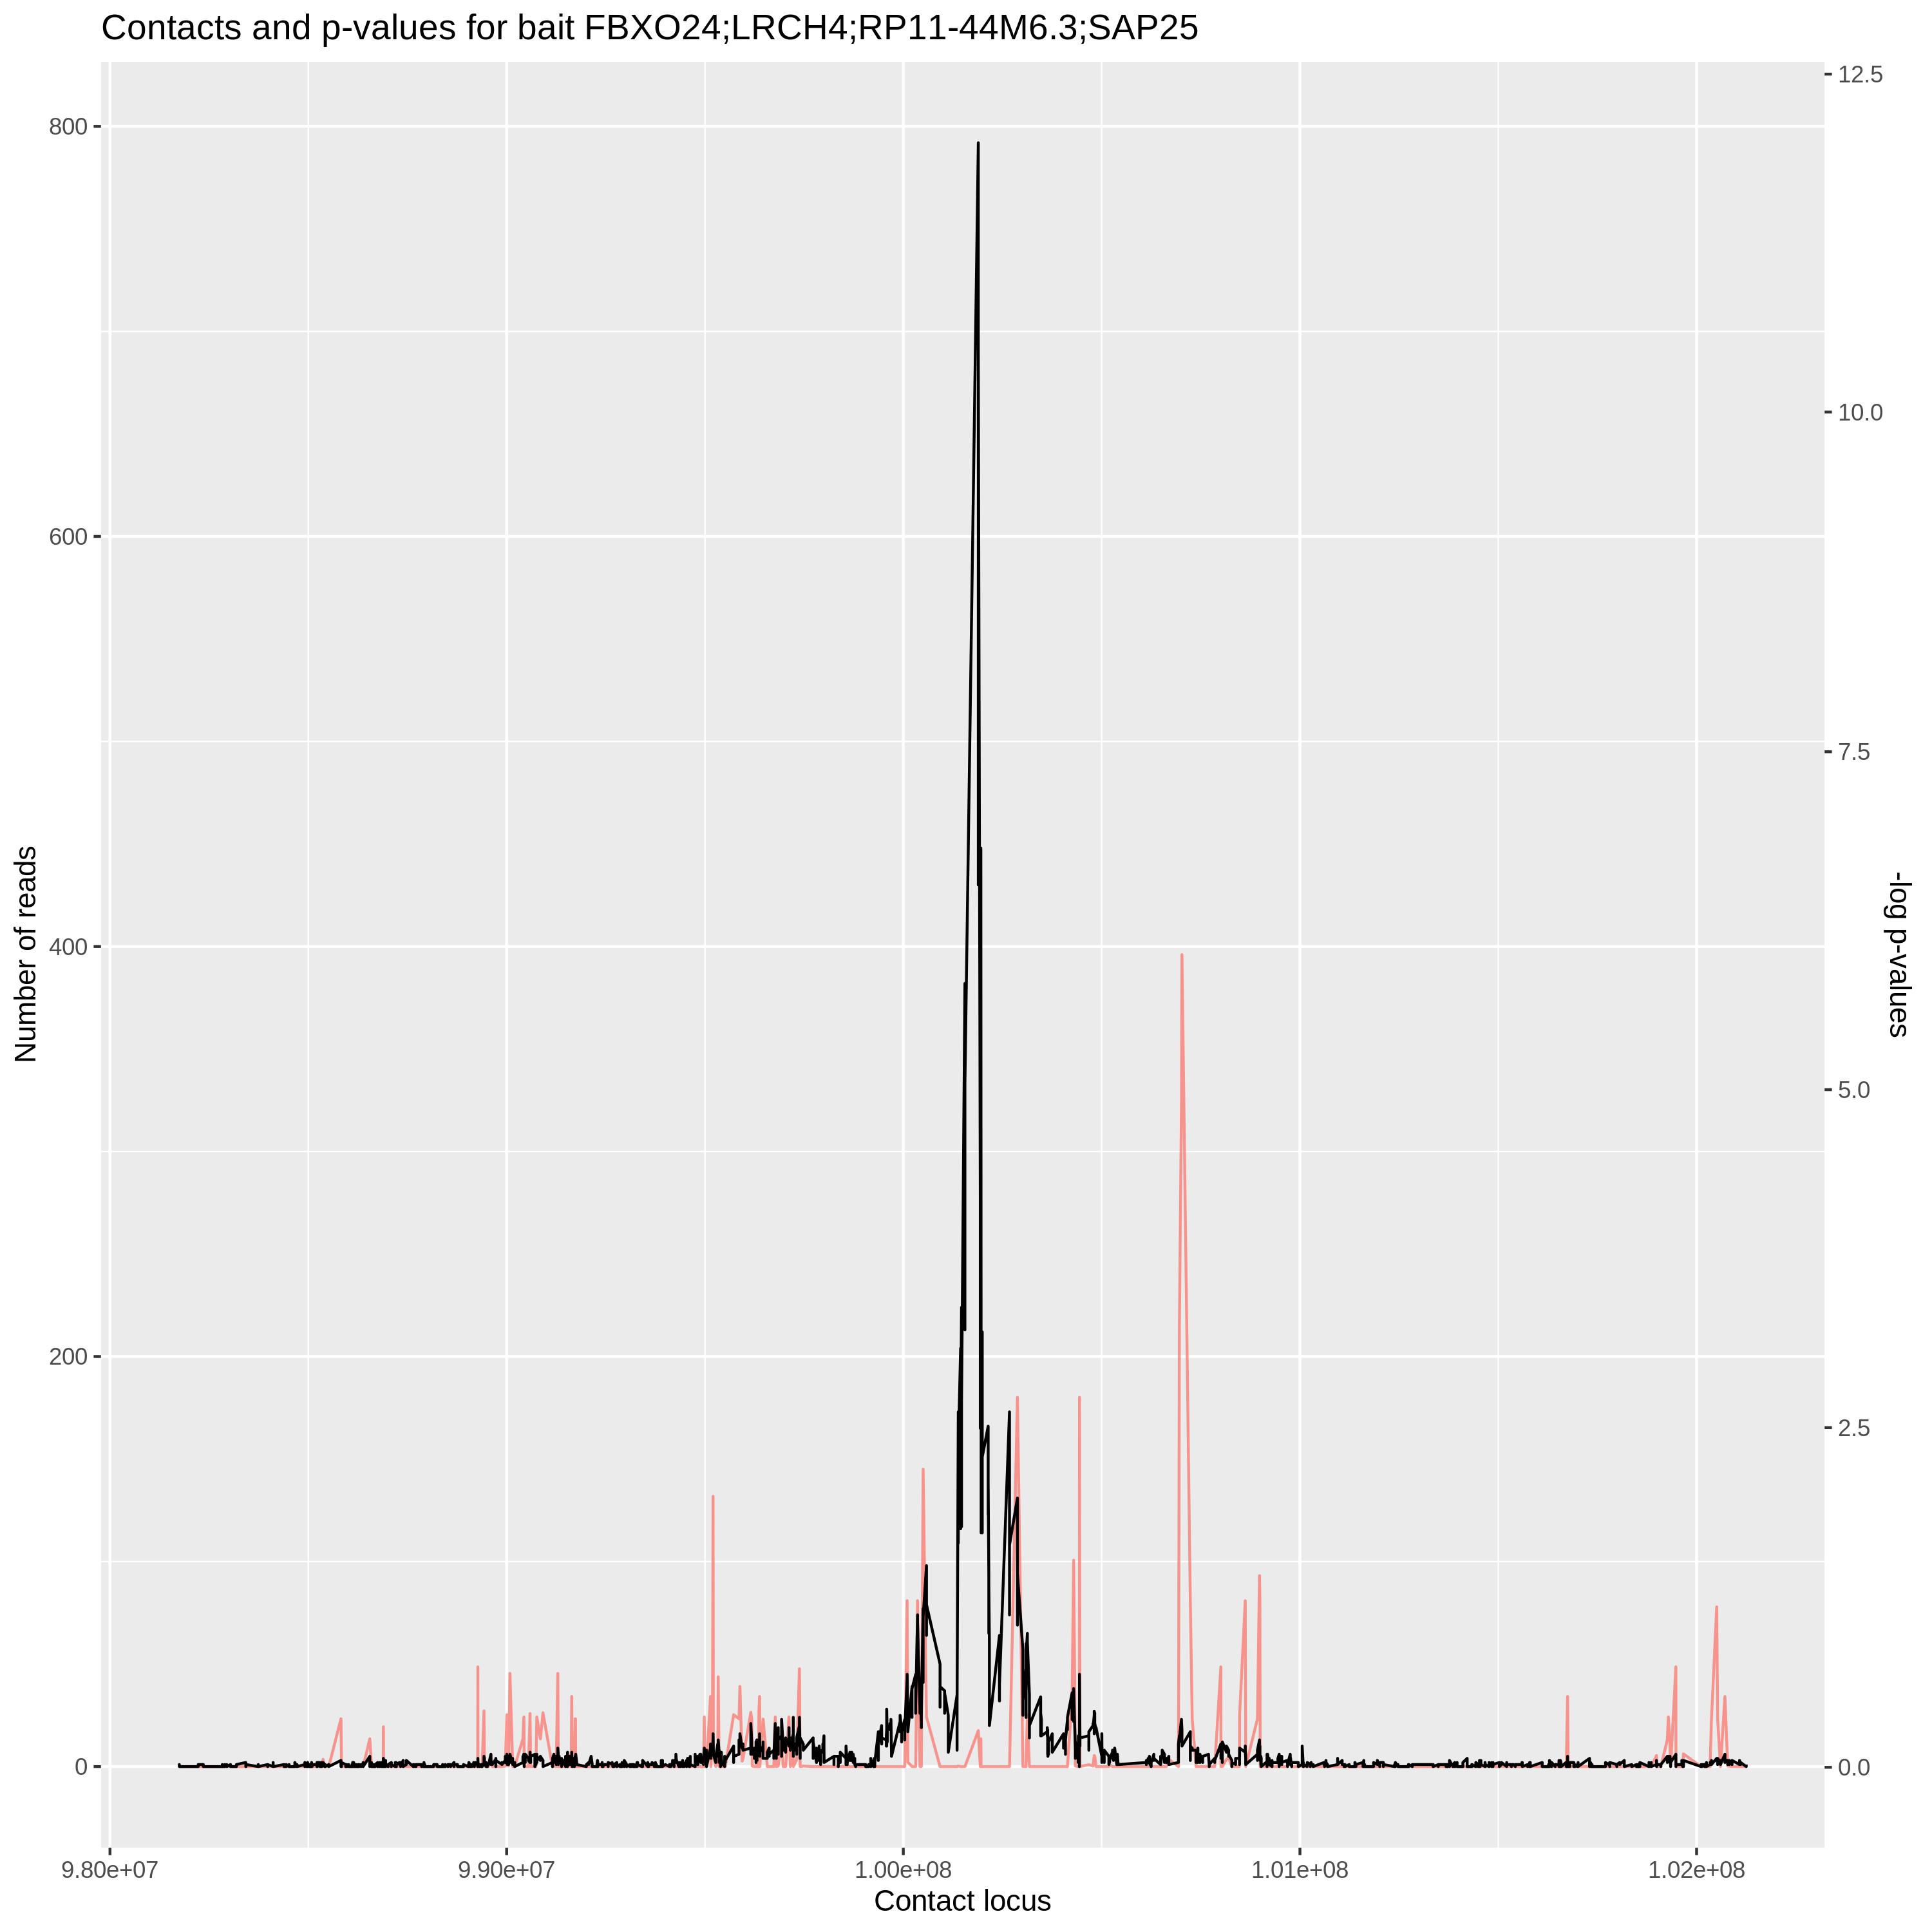 Contacts and p-values for bait FBXO24;LRCH4;RP11-44M6.3;SAP25
800
600
400
200
0
Number of reads
12.5
10.0
7.5
5.0
2.5
0.0
-log p-values
9.80e+07
9.90e+07
1.00e+08
1.01e+08
1.02e+08
Contact locus